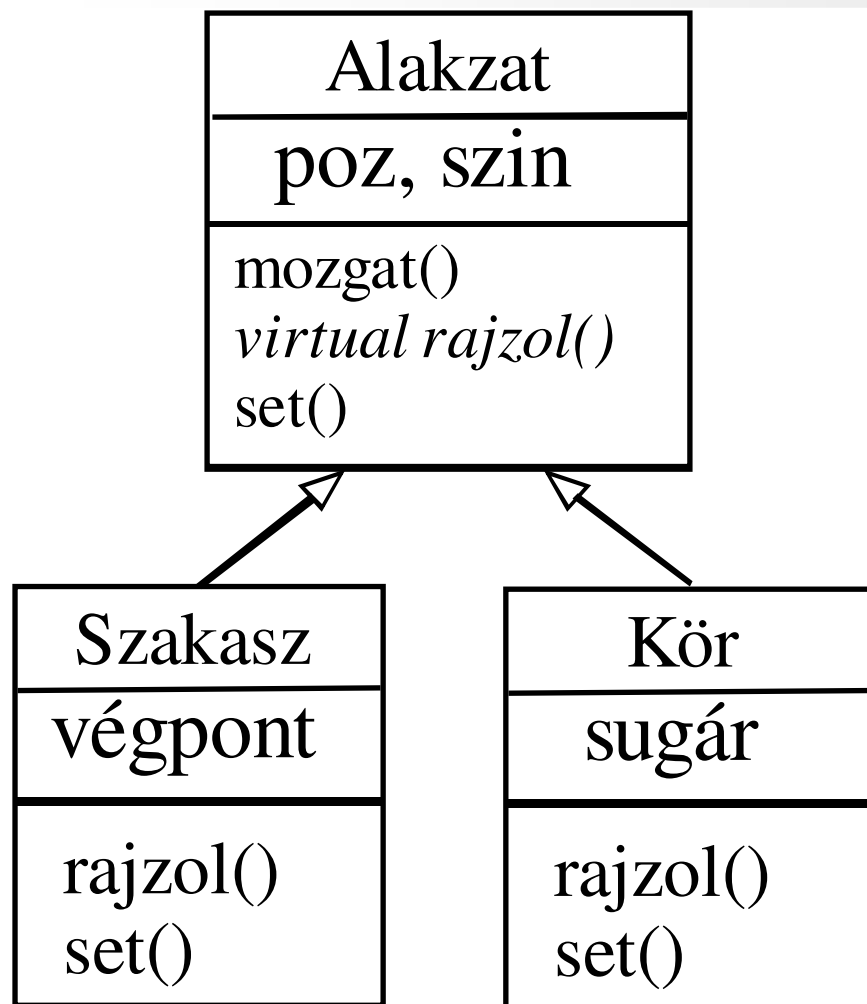 Alakzat
poz, szin
mozgat()
virtual rajzol()
set()
Szakasz
végpont
rajzol()
set()
Kör
sugár
rajzol()
set()